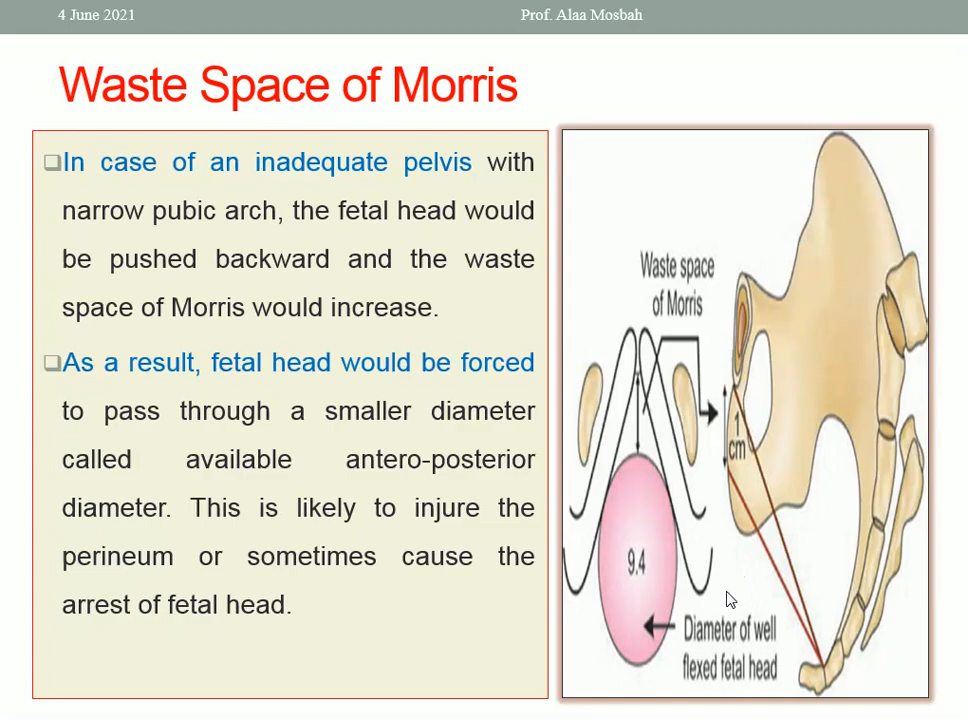 4 June 2021
Prof. Alaa Mosbah
Waste Space of Morris
In case of an inadequate pelvis with
narrow pubic arch, the fetal head would
be pushed backward and the waste
space of Morris would increase.
As a result, fetal head would be forced
to pass through a smaller diameter
called available antero-posterior
diameter. This is likely to injure the
perineum or sometimes cause the
arrest of fetal head.
Waste space
of Morris
1
cm
9.4
Diameter of well
flexed fetal head